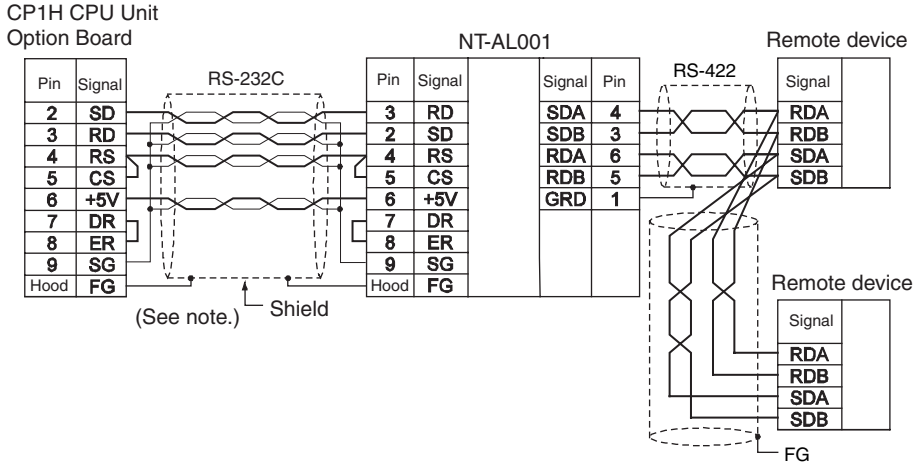 CP1H CPU Unit
Option Board
NT-AL001
Remote device
Pin Signal
RS-232C
Pin Signal
Signal Pin
RS-422
Signal
2 SD
3 RD
SDA 4
RDA
3 RD
2 SD
SDB 3
RDB
4 RS
4 RS
RDA 6
SDA
5 CS
5 CS
RDB 5
SDB
6 +5V
6 +5V
GRD 1
7 DR
7 DR
8 ER
8 ER
9 SG
9 SG
Hood FG
Hood FG
(See note.)
Shield
Remote device
Signal
RDA
RDB
SDA
SDB
FG